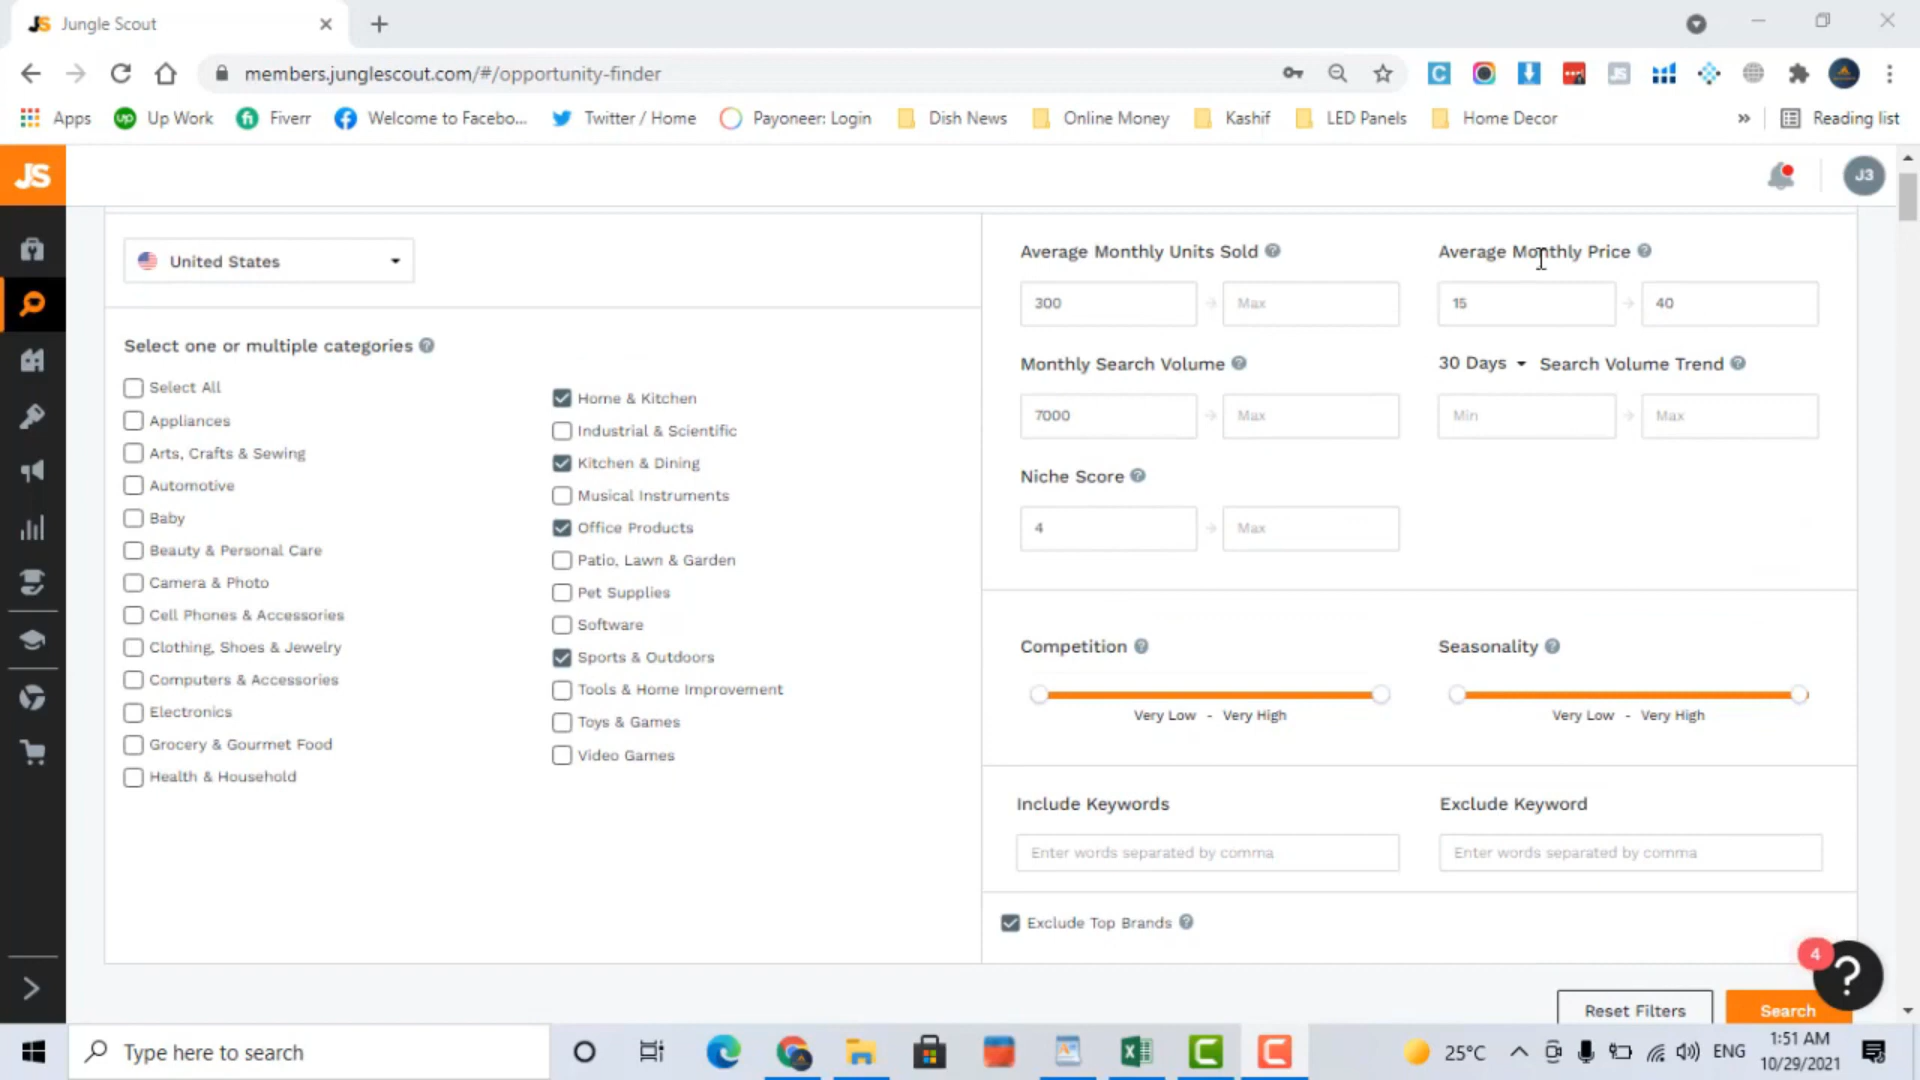 JS Jungle Scout
members.junglescout.com/#/opportunity-finder
Apps
Up Work
Fiverr
Welcome to Facebo...
Twitter / Home
Payoneer: Login
Dish News
Online Money
Kashif
LED Panels
Home Decor
»
Reading list
JS
J3
United States
Select one or multiple categories
Select All
Appliances
Arts, Crafts & Sewing
Automotive
Baby
Beauty & Personal Care
Camera & Photo
Cell Phones & Accessories
Clothing, Shoes & Jewelry
Computers & Accessories
Electronics
Grocery & Gourmet Food
Health & Household
Home & Kitchen
Industrial & Scientific
Kitchen & Dining
Musical Instruments
Office Products
Patio, Lawn & Garden
Pet Supplies
Software
Sports & Outdoors
Tools & Home Improvement
Toys & Games
Video Games
Average Monthly Units Sold
300
Max
Average Monthly Price
15
40
Monthly Search Volume
7000
Max
30 Days
Search Volume Trend
Min
Max
Niche Score
4
Max
Competition
Very Low - Very High
Seasonality
Very Low - Very High
Include Keywords
Enter words separated by comma
Exclude Keyword
Enter words separated by comma
Exclude Top Brands
4
?
Reset Filters
Search
Type here to search
25°C
ENG
1:51 AM
10/29/2021